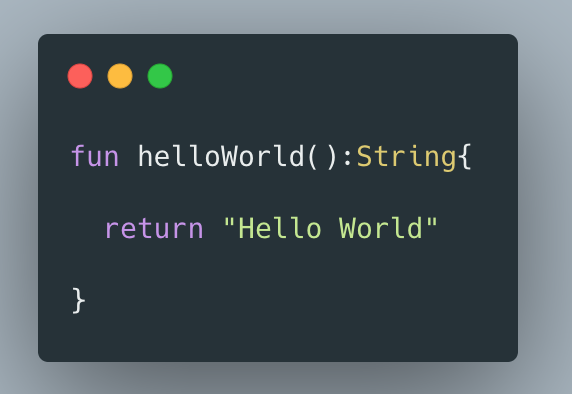 fun helloWorld():String{
return "Hello World"
}